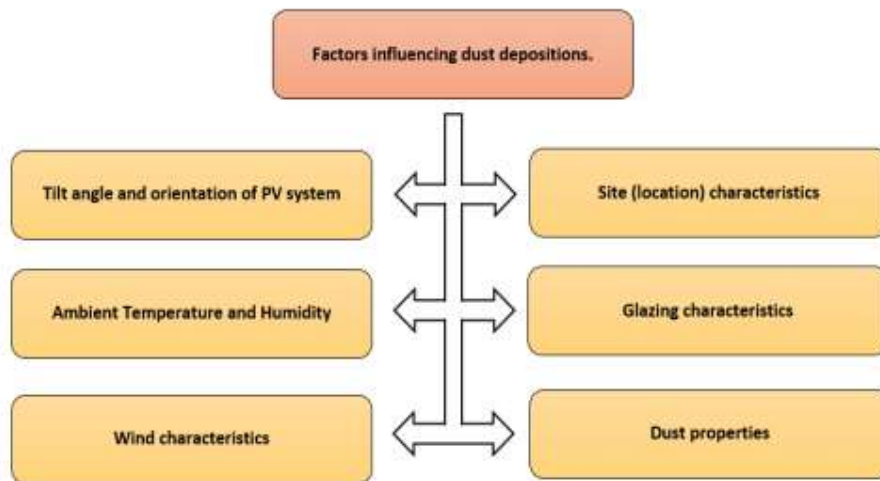 Factors influencing dust depositions.
Tilt angle and orientation of PV system
Site (location) characteristics
Ambient Temperature and Humidity
Glazing characteristics
Wind characteristics
Dust properties